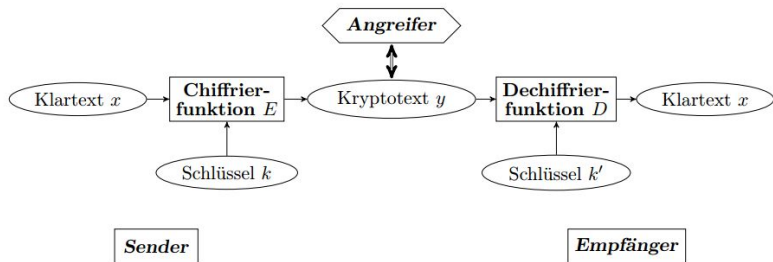 Angreifer
Klartext x
Chiffrier-
funktion E
Kryptotext y
Dechiffrier-
funktion D
Klartext x
Schlüssel k
Schlüssel k′
Sender
Empfänger